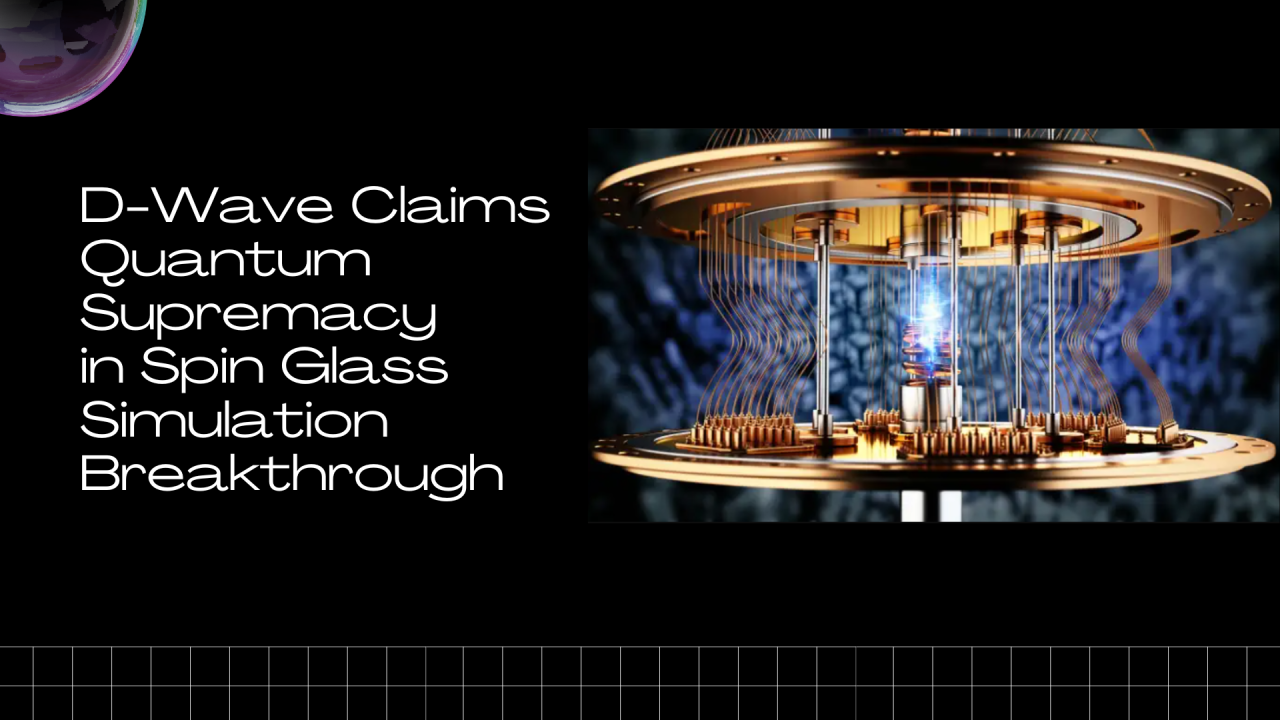 D-Wave Claims
Quantum
Supremacy
in Spin Glass
Simulation
Breakthrough